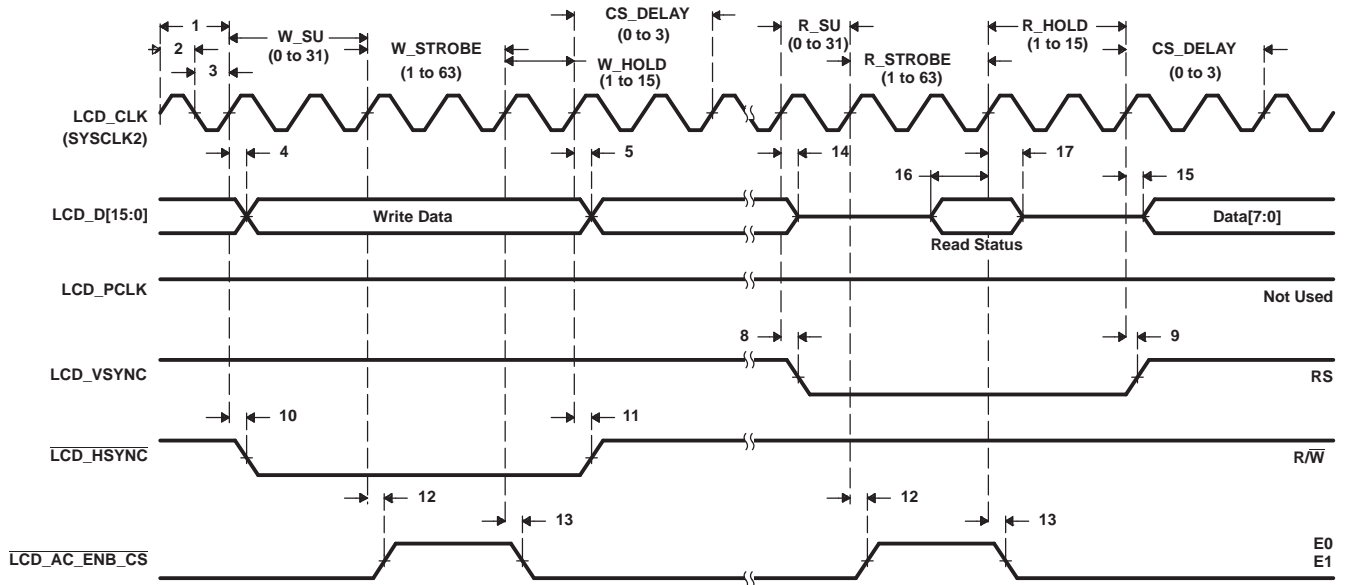 1
2
3
W_SU
(0 to 31)
W_STROBE
(1 to 63)
CS_DELAY
(0 to 3)
W_HOLD
(1 to 15)
R_SU
(0 to 31)
R_STROBE
(1 to 63)
R_HOLD
(1 to 15)
CS_DELAY
(0 to 3)
LCD_CLK
(SYSCLK2)
4
5
14
16
17
15
LCD_D[15:0]
Write Data
Read Status
Data[7:0]
LCD_PCLK
Not Used
8
9
LCD_VSYNC
RS
10
11
LCD_HSYNC
R/W
12
13
12
13
LCD_AC_ENB_CS
E0
E1